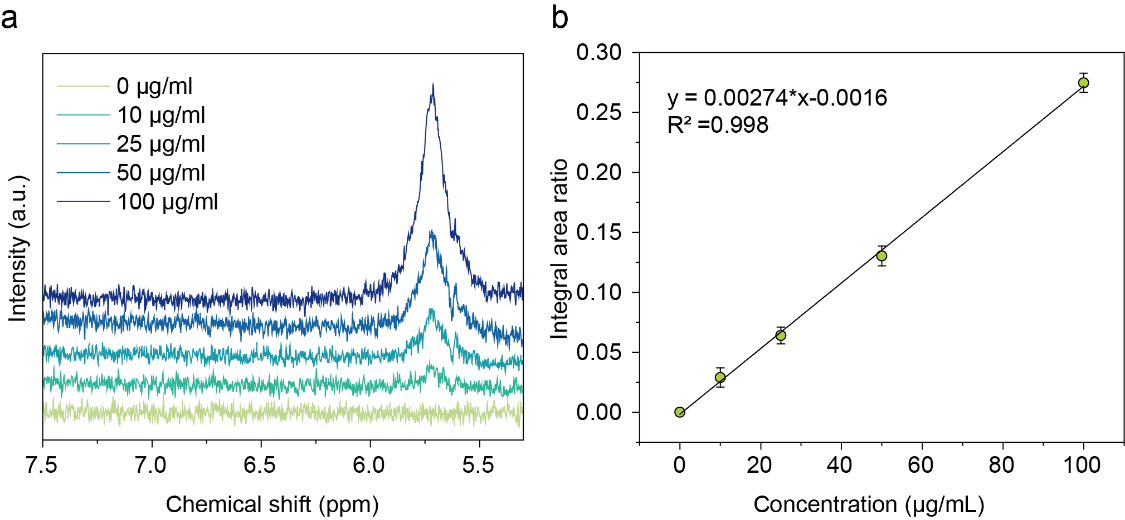 a
0 µg/ml
10 µg/ml
25 µg/ml
50 µg/ml
100 µg/ml
Intensity (a.u.)
7.5 7.0 6.5 6.0 5.5
Chemical shift (ppm)
b
y = 0.00274*x-0.0016
R² =0.998
Integral area ratio
0.30
0.25
0.20
0.15
0.10
0.05
0.00
0 20 40 60 80 100
Concentration (µg/mL)